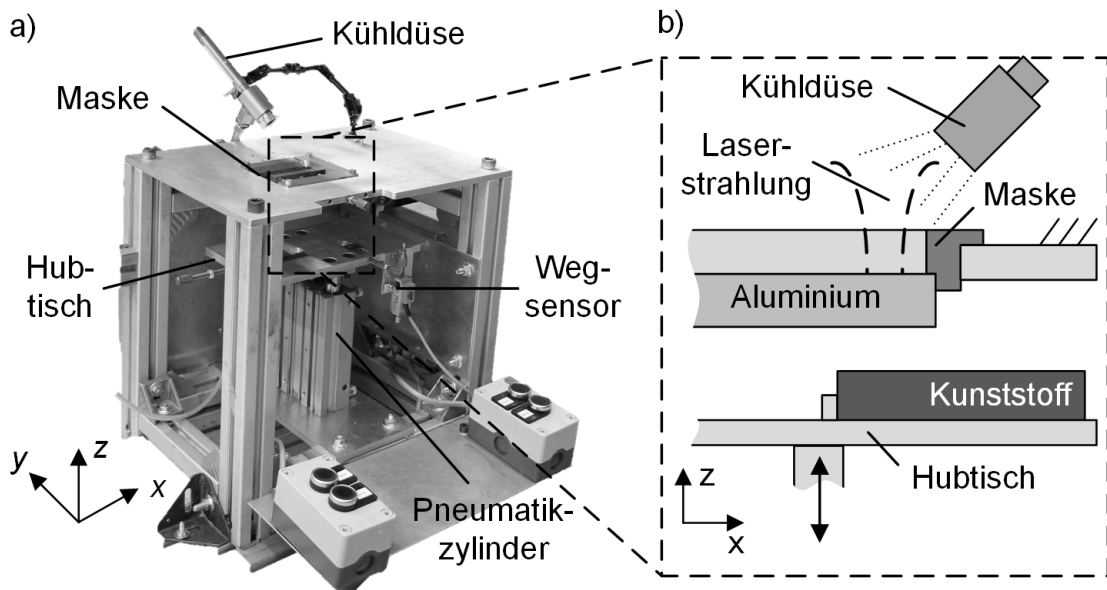 a)
Kühldüse
Maske
Hub-
tisch
Weg-
sensor
Pneumatik-
zylinder
z
y
x
b)
Kühldüse
Laser-
strahlung
Maske
Aluminium
Kunststoff
Hubtisch
z
x